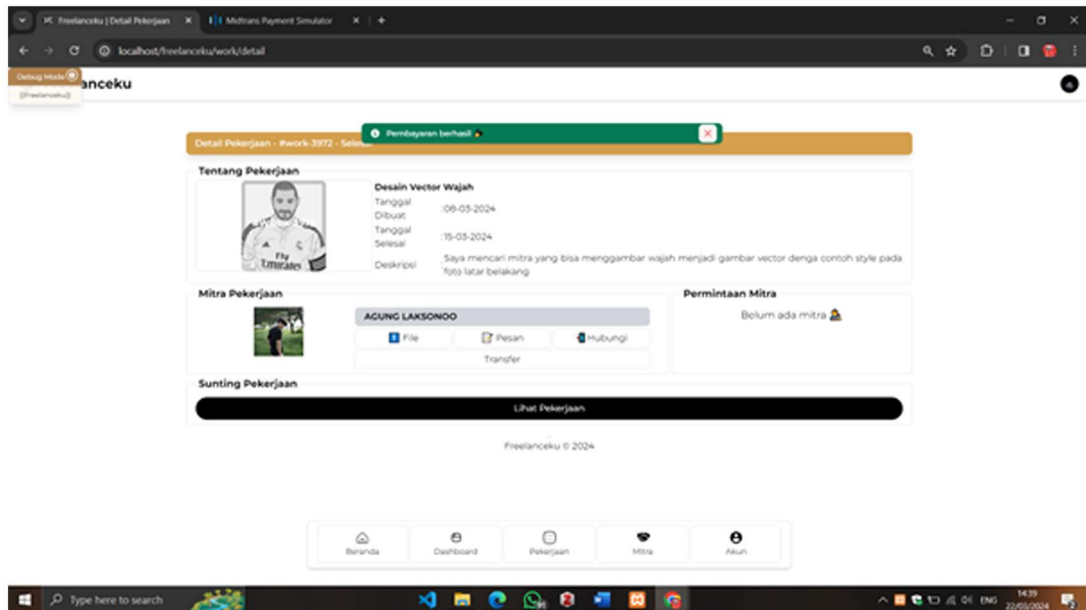 Freelanceku | Detail Pekerjaan
Midtrans Payment Simulator
localhost/freelanceku/work/detail
Debug Mode
{{Freelanceku}}
anceku
Pembayaran berhasil
Detail Pekerjaan - #work-3972 -
Tentang Pekerjaan
Desain Vector Wajah
Tanggal Dibuat :08-03-2024
Tanggal Selesai :15-03-2024
Deskripsi :Saya mencari mitra yang bisa menggambar wajah menjadi gambar vector denga contoh style pada
foto latar belakang
Fly
Emirates
Mitra Pekerjaan
AGUNG LAKSONOO
File Pesan Hubungi
Transfer
Permintaan Mitra
Belum ada mitra
Sunting Pekerjaan
Lihat Pekerjaan
Freelanceku © 2024
Beranda Dashboard Pekerjaan Mitra Akun
Type here to search
ENG
14:39
22/03/2024